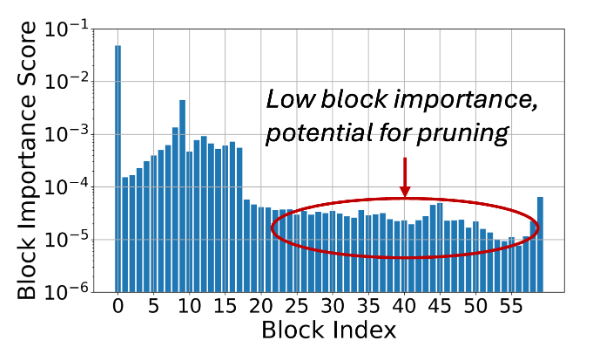 Block Importance Score
10⁻¹
10⁻²
10⁻³
10⁻⁴
10⁻⁵
10⁻⁶
Low block importance,
potential for pruning
0 5 10 15 20 25 30 35 40 45 50 55
Block Index